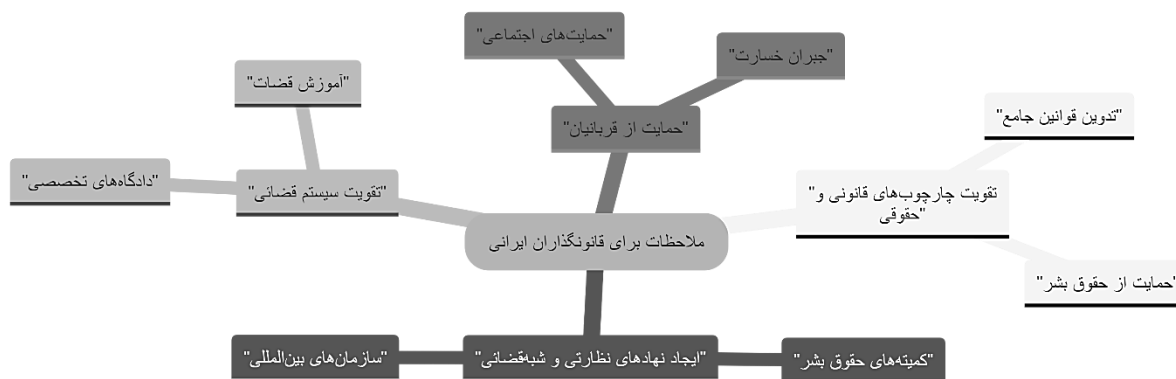 "حمایت‌های اجتماعی"
"جبران خسارت"
"آموزش قضات"
"حمایت از قربانیان"
"تدوین قوانین جامع"
"دادگاه‌های تخصصی"
"تقویت سیستم قضائی"
تقویت چارچوب‌های قانونی و"
حقوقی"
ملاحظات برای قانونگذاران ایرانی
"حمایت از حقوق بشر"
"سازمان‌های بین‌المللی"
"ایجاد نهادهای نظارتی و شبه‌قضائی"
"کمیته‌های حقوق بشر"